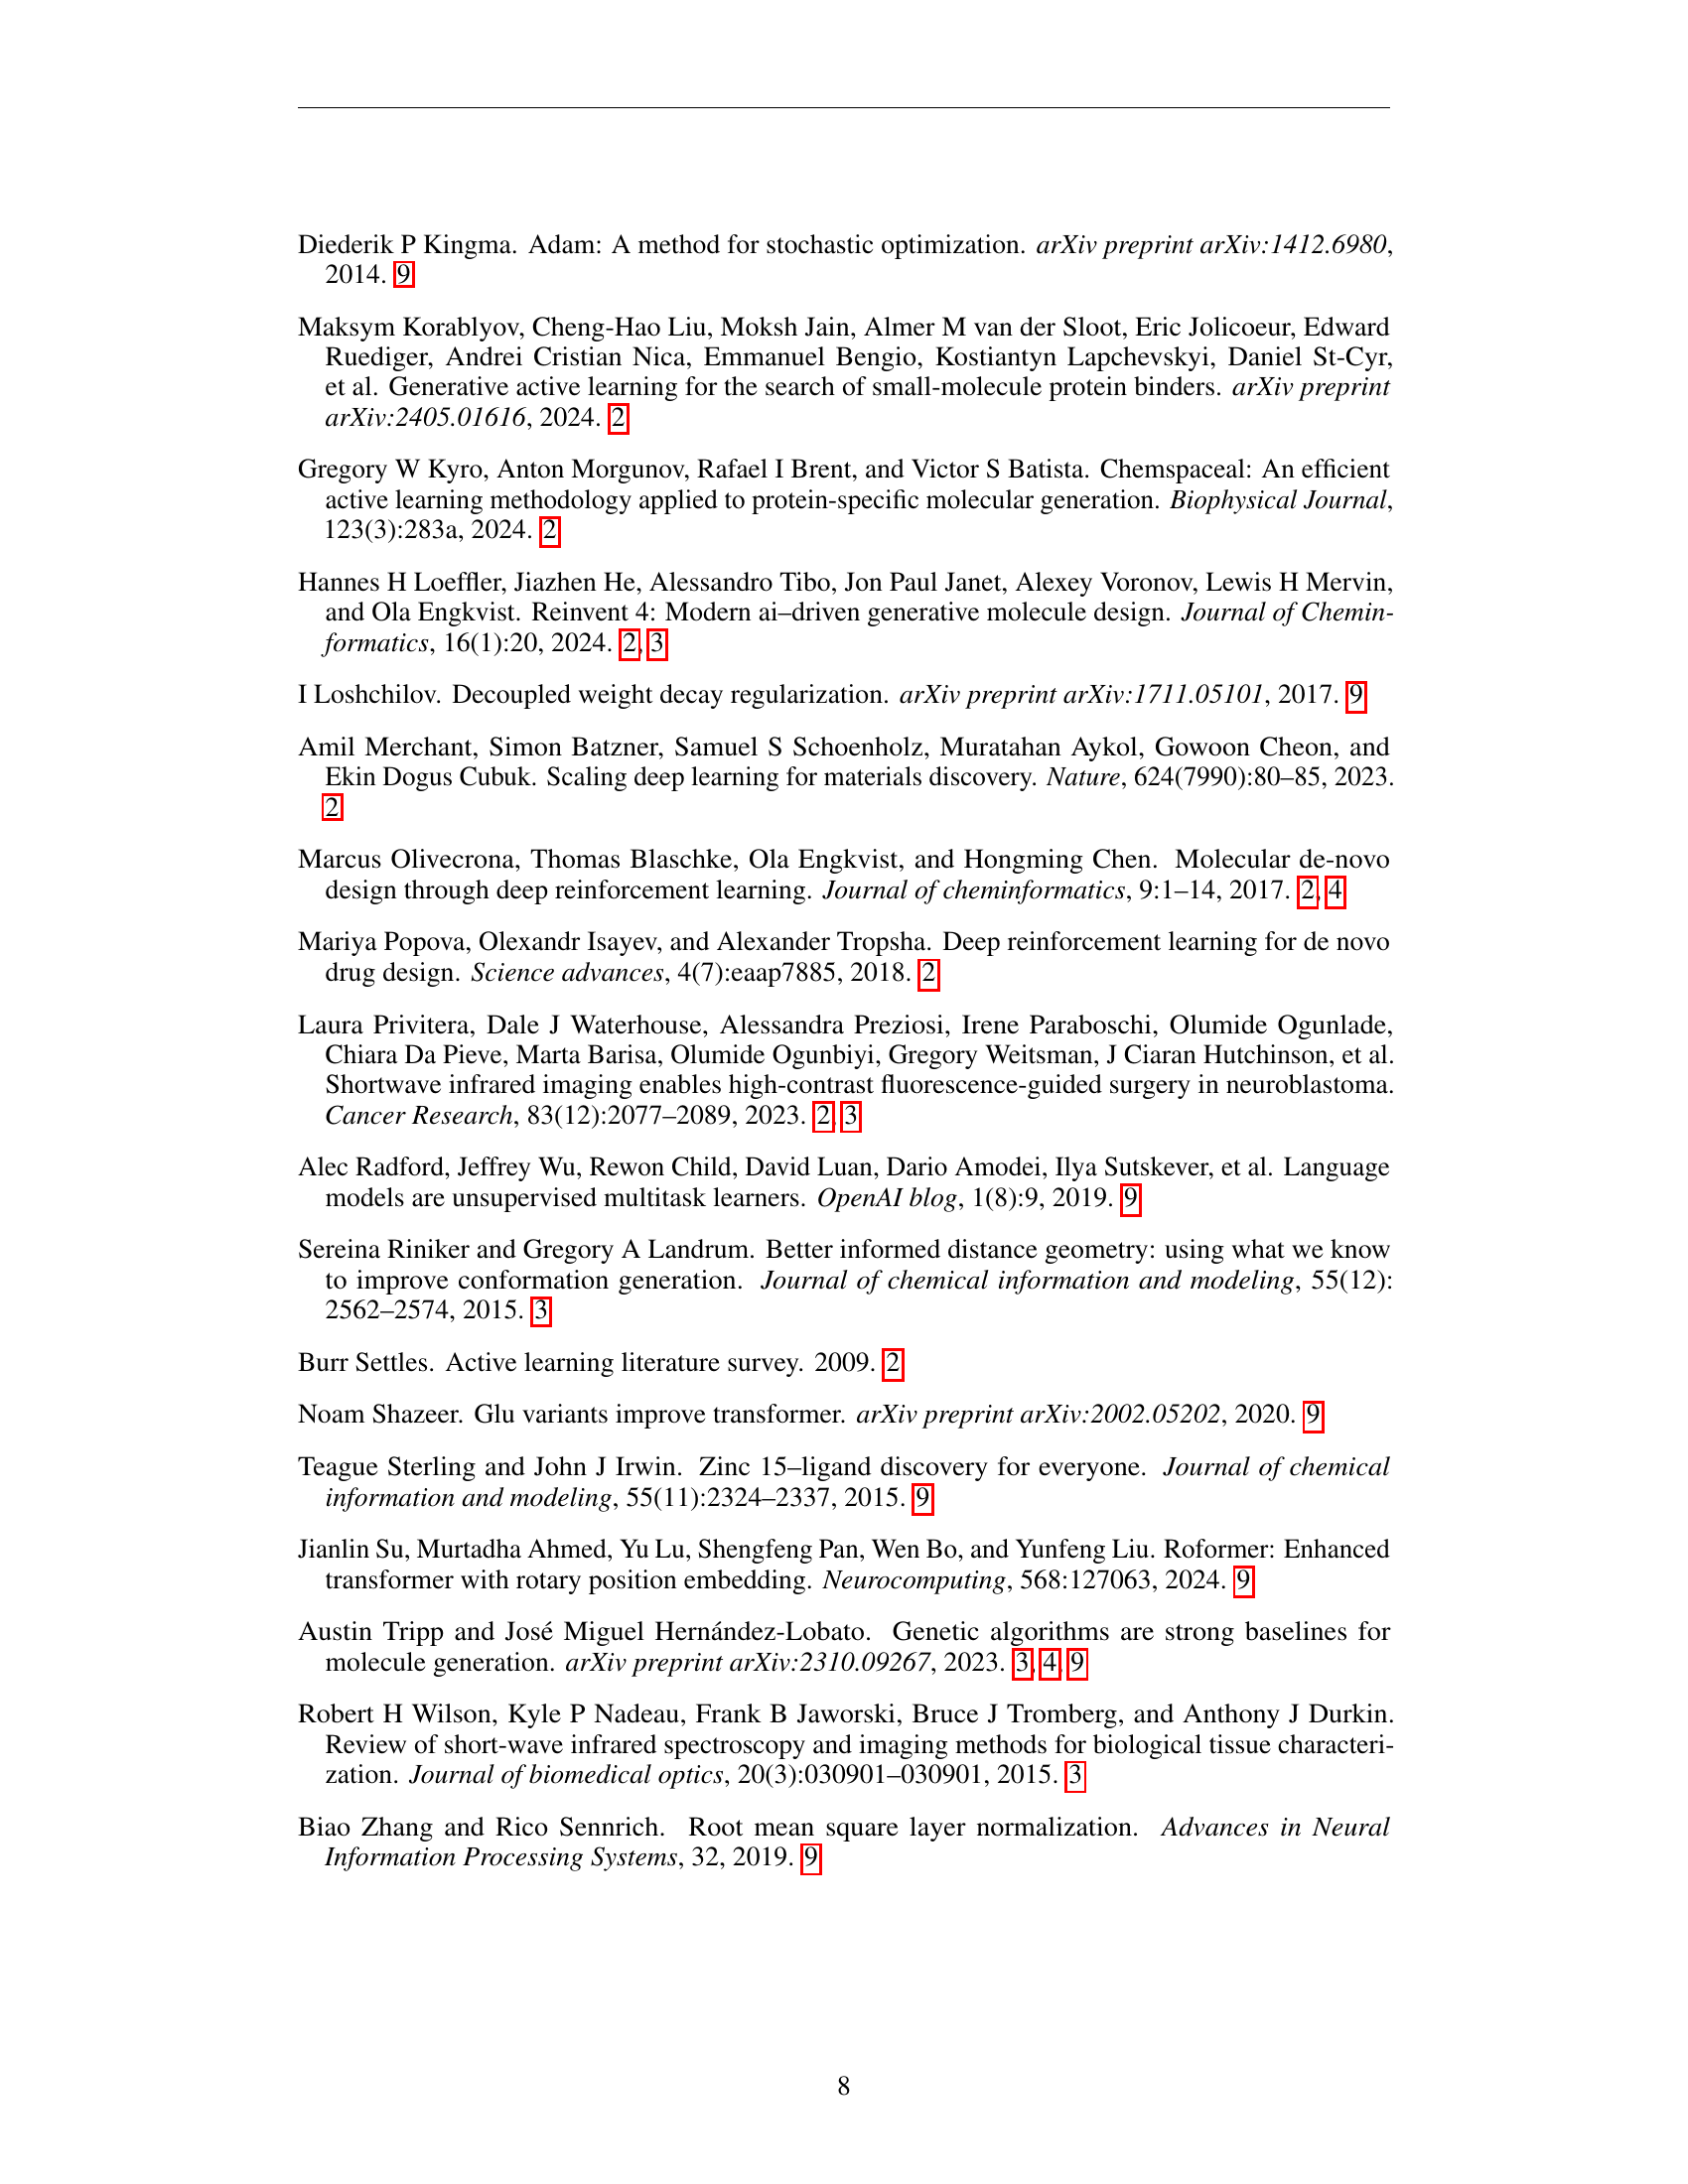 Diederik P Kingma. Adam: A method for stochastic optimization. arXiv preprint arXiv:1412.6980,
2014. 9
Maksym Korablyov, Cheng-Hao Liu, Moksh Jain, Almer M van der Sloot, Eric Jolicoeur, Edward
Ruediger, Andrei Cristian Nica, Emmanuel Bengio, Kostiantyn Lapchevskyi, Daniel St-Cyr,
et al. Generative active learning for the search of small-molecule protein binders. arXiv preprint
arXiv:2405.01616, 2024. 2
Gregory W Kyro, Anton Morgunov, Rafael I Brent, and Victor S Batista. Chemspaceal: An efficient
active learning methodology applied to protein-specific molecular generation. Biophysical Journal,
123(3):283a, 2024. 2
Hannes H Loeffler, Jiazhen He, Alessandro Tibo, Jon Paul Janet, Alexey Voronov, Lewis H Mervin,
and Ola Engkvist. Reinvent 4: Modern ai–driven generative molecule design. Journal of Chemin-
formatics, 16(1):20, 2024. 2, 3
I Loshchilov. Decoupled weight decay regularization. arXiv preprint arXiv:1711.05101, 2017. 9
Amil Merchant, Simon Batzner, Samuel S Schoenholz, Muratahan Aykol, Gowoon Cheon, and
Ekin Dogus Cubuk. Scaling deep learning for materials discovery. Nature, 624(7990):80–85, 2023.
2
Marcus Olivecrona, Thomas Blaschke, Ola Engkvist, and Hongming Chen. Molecular de-novo
design through deep reinforcement learning. Journal of cheminformatics, 9:1–14, 2017. 2, 4
Mariya Popova, Olexandr Isayev, and Alexander Tropsha. Deep reinforcement learning for de novo
drug design. Science advances, 4(7):eaap7885, 2018. 2
Laura Privitera, Dale J Waterhouse, Alessandra Preziosi, Irene Paraboschi, Olumide Ogunlade,
Chiara Da Pieve, Marta Barisa, Olumide Ogunbiyi, Gregory Weitsman, J Ciaran Hutchinson, et al.
Shortwave infrared imaging enables high-contrast fluorescence-guided surgery in neuroblastoma.
Cancer Research, 83(12):2077–2089, 2023. 2, 3
Alec Radford, Jeffrey Wu, Rewon Child, David Luan, Dario Amodei, Ilya Sutskever, et al. Language
models are unsupervised multitask learners. OpenAI blog, 1(8):9, 2019. 9
Sereina Riniker and Gregory A Landrum. Better informed distance geometry: using what we know
to improve conformation generation. Journal of chemical information and modeling, 55(12):
2562–2574, 2015. 3
Burr Settles. Active learning literature survey. 2009. 2
Noam Shazeer. Glu variants improve transformer. arXiv preprint arXiv:2002.05202, 2020. 9
Teague Sterling and John J Irwin. Zinc 15–ligand discovery for everyone. Journal of chemical
information and modeling, 55(11):2324–2337, 2015. 9
Jianlin Su, Murtadha Ahmed, Yu Lu, Shengfeng Pan, Wen Bo, and Yunfeng Liu. Roformer: Enhanced
transformer with rotary position embedding. Neurocomputing, 568:127063, 2024. 9
Austin Tripp and José Miguel Hernández-Lobato. Genetic algorithms are strong baselines for
molecule generation. arXiv preprint arXiv:2310.09267, 2023. 3, 4, 9
Robert H Wilson, Kyle P Nadeau, Frank B Jaworski, Bruce J Tromberg, and Anthony J Durkin.
Review of short-wave infrared spectroscopy and imaging methods for biological tissue characteri-
zation. Journal of biomedical optics, 20(3):030901–030901, 2015. 3
Biao Zhang and Rico Sennrich. Root mean square layer normalization. Advances in Neural
Information Processing Systems, 32, 2019. 9
8